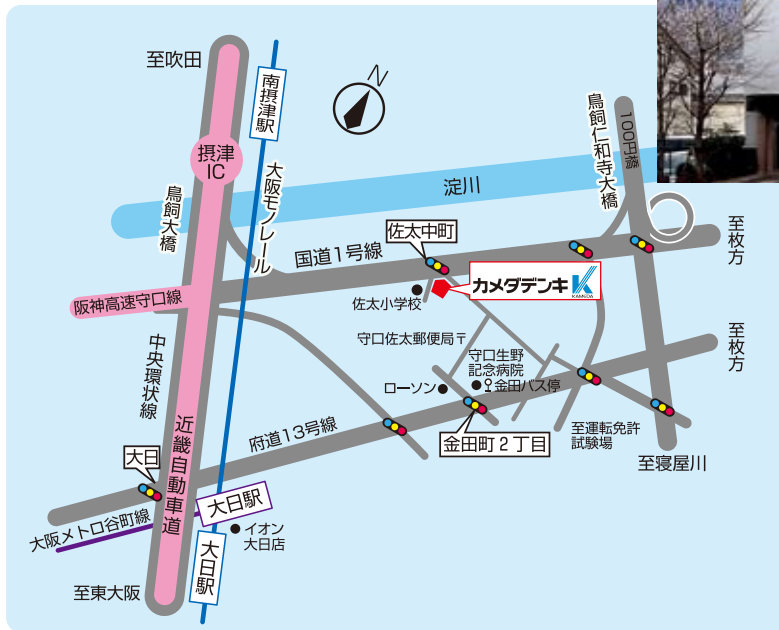 至吹田
N
南摂津駅
摂津
IC
鳥飼大橋
大阪モノレール
淀川
鳥飼仁和寺大橋
100円橋
至枚方
佐太中町
国道1号線
カメダデンキ
K
KAMEDA
阪神高速守口線
佐太小学校
守口佐太郵便局〒
至枚方
守口生野
記念病院
金田バス停
ローソン
中央環状線
近畿自動車道
府道13号線
金田町2丁目
至運転免許
試験場
至寝屋川
大日
大日駅
大阪メトロ谷町線
イオン
大日店
大日駅
至東大阪